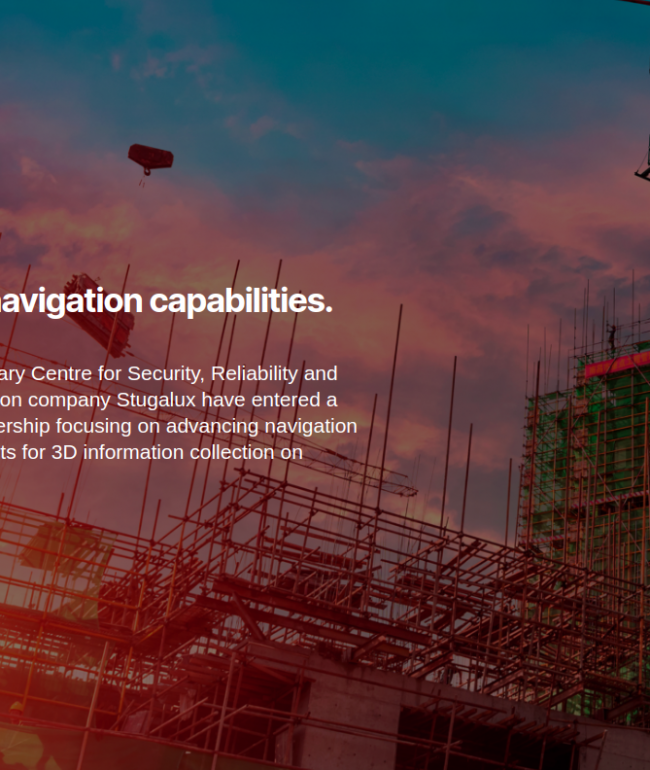 avigation capabilities.
ary Centre for Security, Reliability and
on company Stugalux have entered a
ership focusing on advancing navigation
ts for 3D information collection on